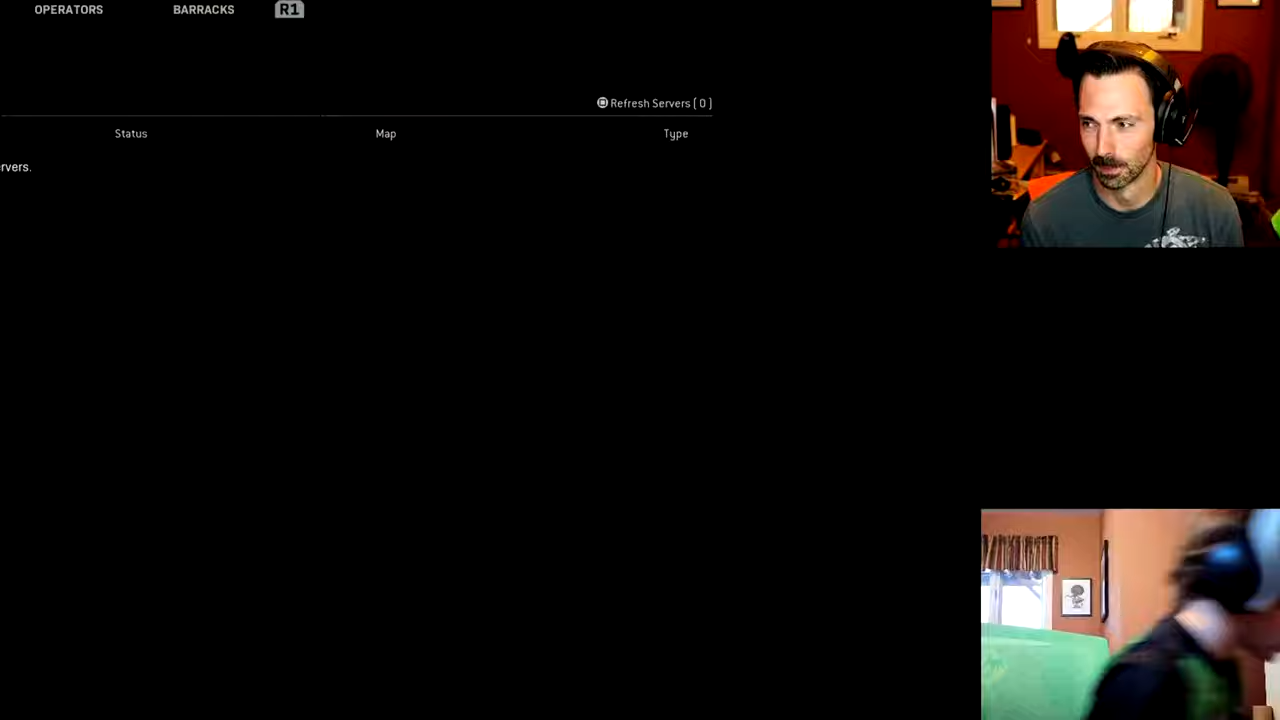 OPERATORS BARRACKS R1
Refresh Servers ( 0 )
Status Map Type
rvers.